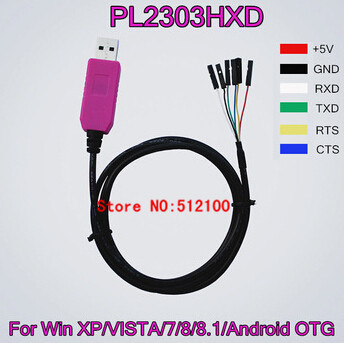 PL2303HXD
+5V
GND
RXD
TXD
RTS
CTS
Store NO:512100
For Win XP/VISTA/7/8/8.1/Android OTG